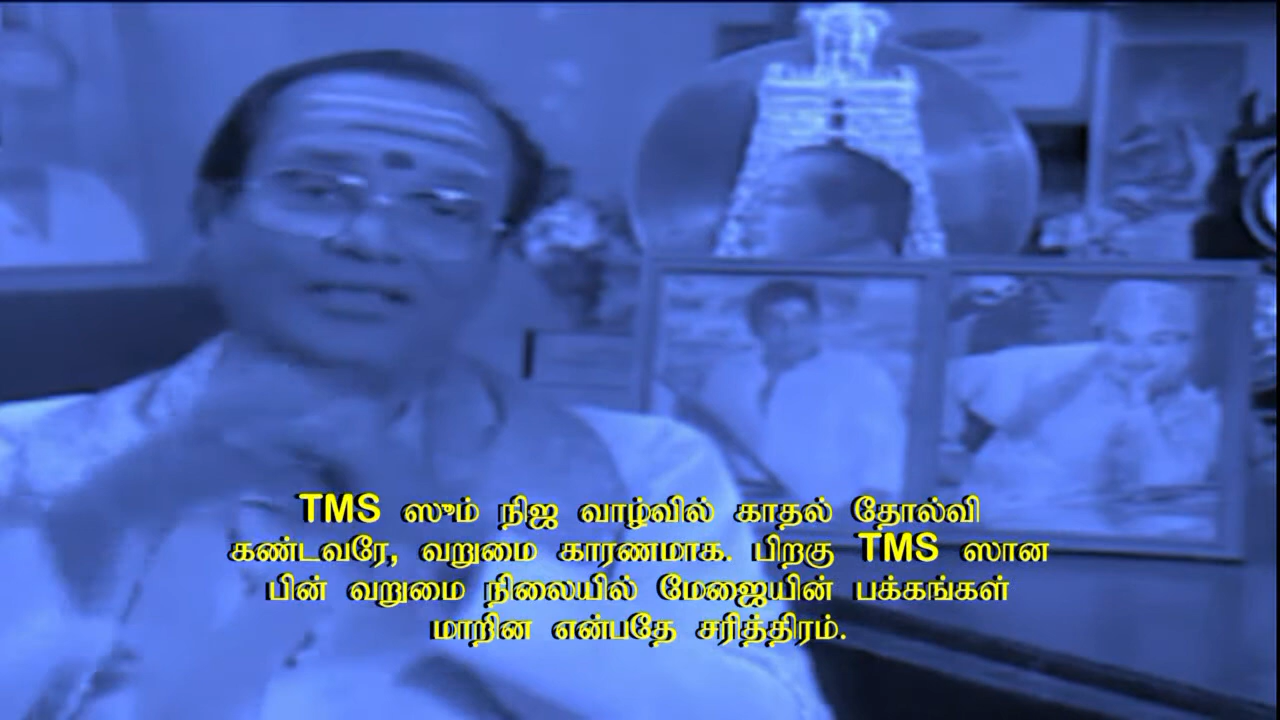 TMS ஸும் நிஜ வாழ்வில் காதல் தோல்வி
கண்டவரே, வறுமை காரணமாக. பிறகு TMS ஸான
பின் வறுமை நிலையில் மேஜையின் பக்கங்கள்
மாறின என்பதே சரித்திரம்.